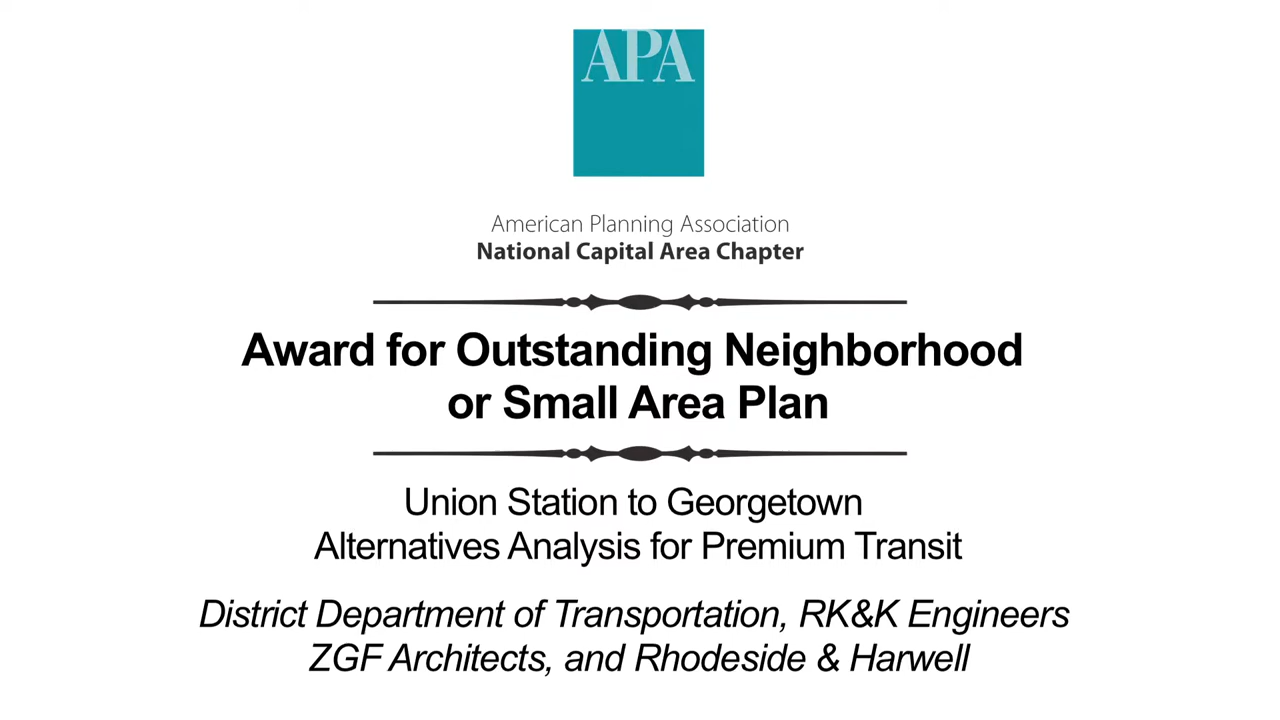 APA
American Planning Association
National Capital Area Chapter
Award for Outstanding Neighborhood
or Small Area Plan
Union Station to Georgetown
Alternatives Analysis for Premium Transit
District Department of Transportation, RK&K Engineers
ZGF Architects, and Rhodeside & Harwell